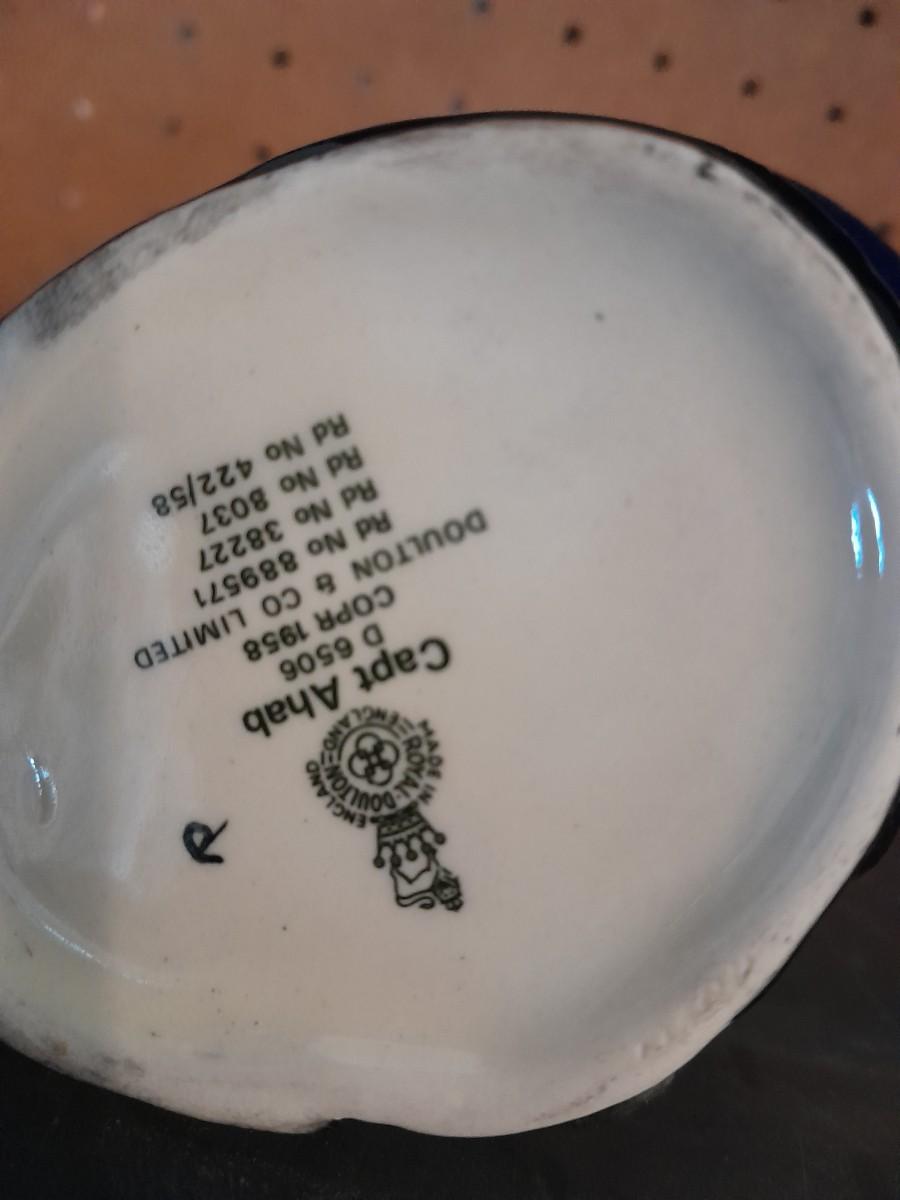 MADE IN ENGLAND
ROYAL·DOULTON
ENGLAND
Capt Ahab
D 6506
COPR 1958
DOULTON & CO LIMITED
Rd No 889571
Rd No 38227
Rd No 8037
Rd No 422/58
R